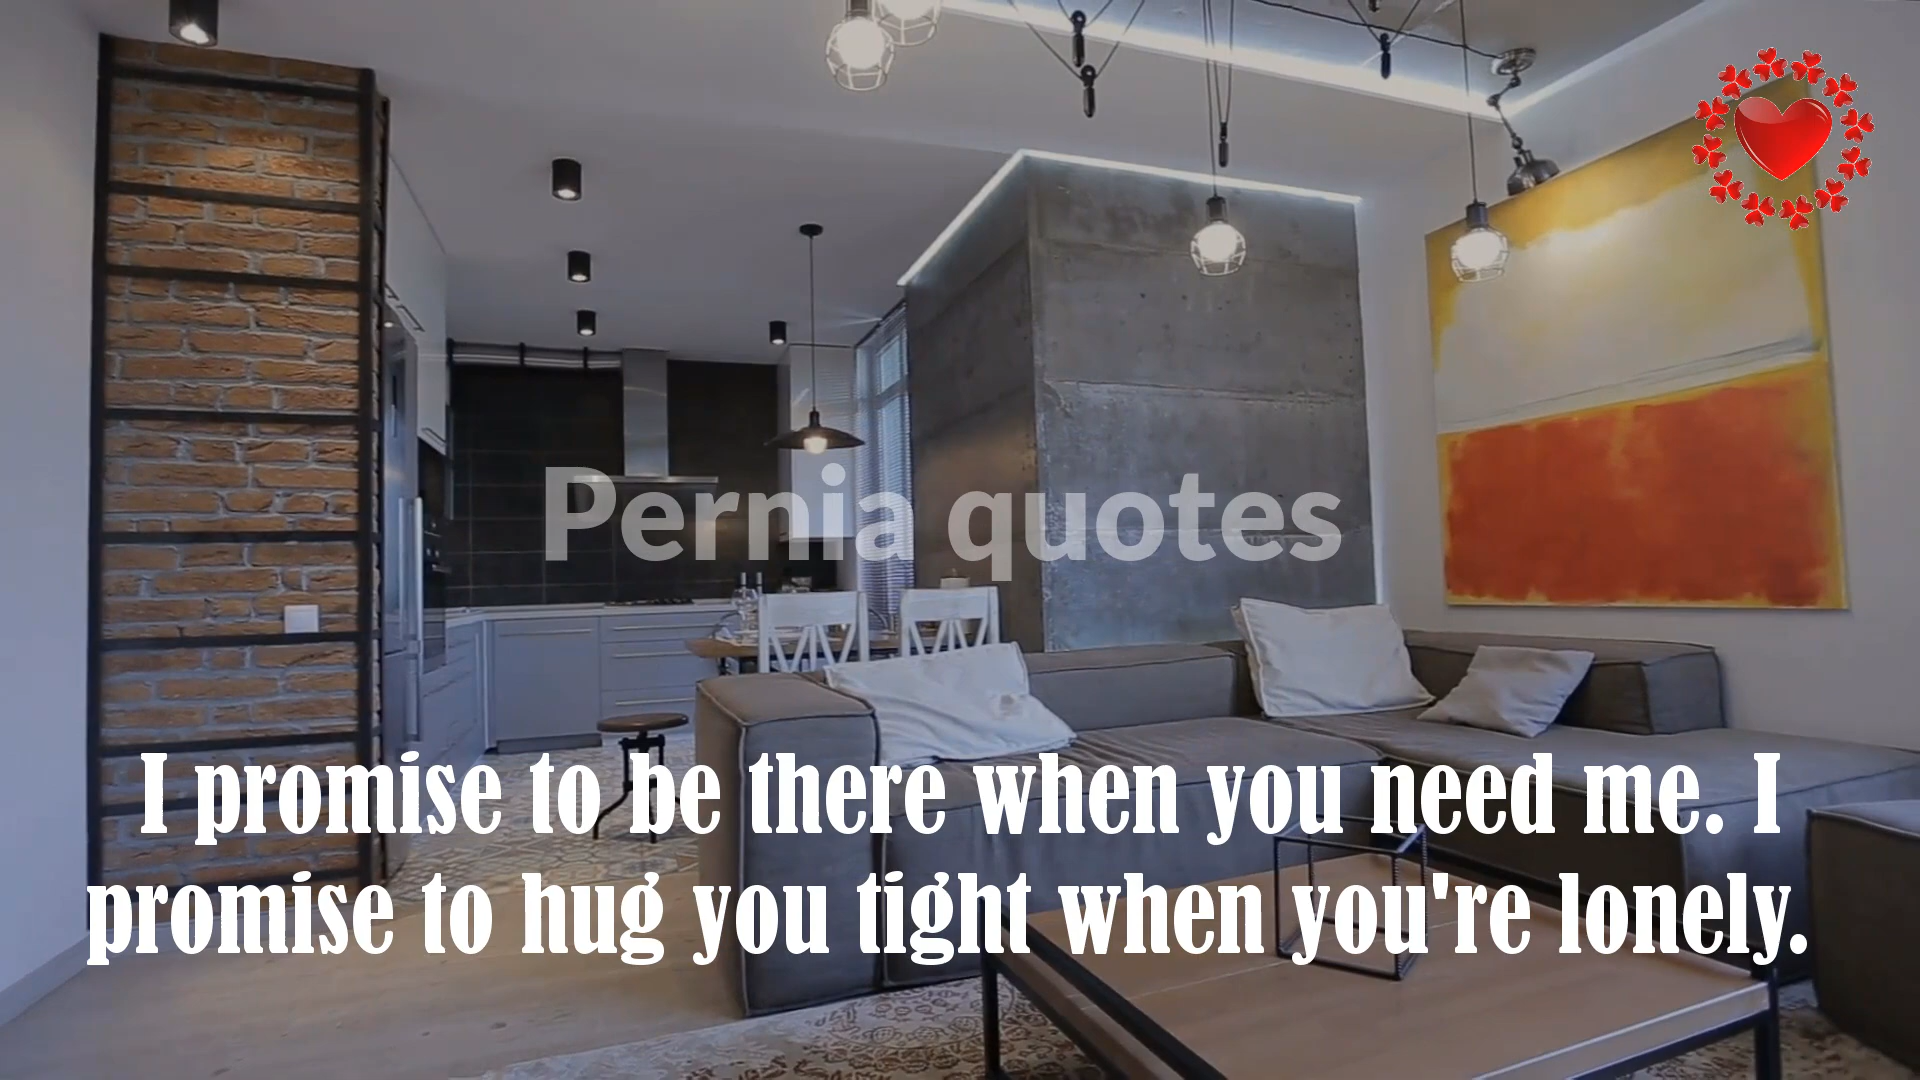 Pernia quotes
I promise to be there when you need me. I
promise to hug you tight when you're lonely.